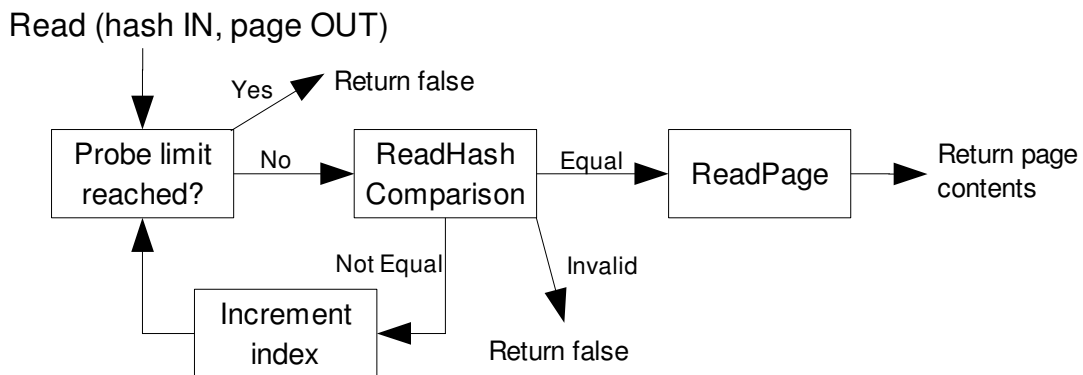 Read (hash IN, page OUT)
Yes
Return false
Probe limit
reached?
No
ReadHash
Comparison
Equal
ReadPage
Return page
contents
Not Equal
Invalid
Increment
index
Return false